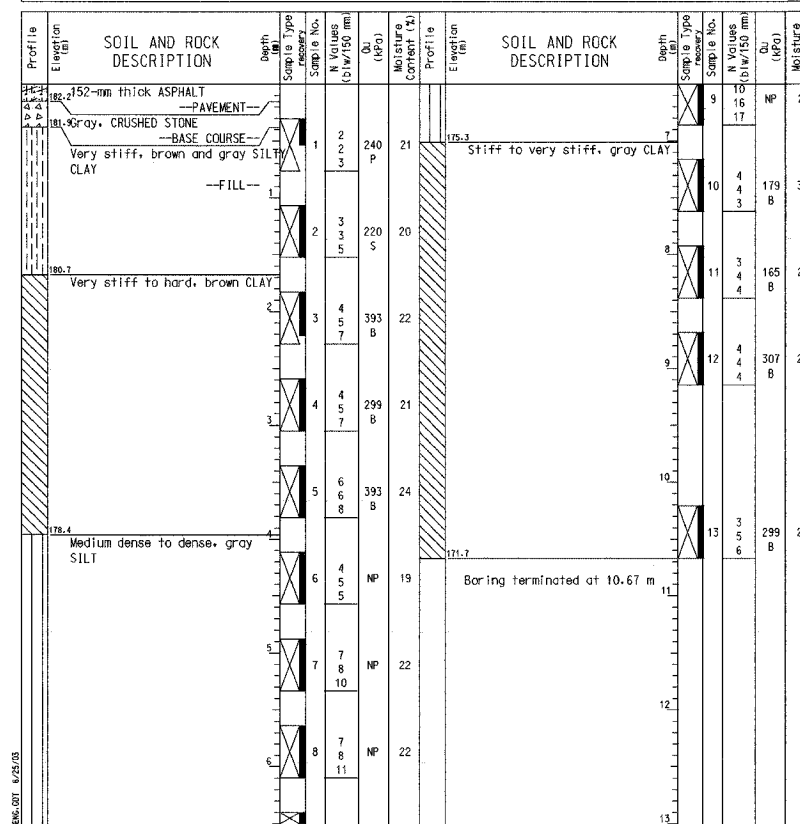 Profile
Elevation (m)
SOIL AND ROCK
DESCRIPTION
Depth (m)
Sample Type
recovery
Sample No.
N Values
(blw/150 mm)
Qu
(kPa)
Moisture
Content (%)
182.2 152-mm thick ASPHALT
--PAVEMENT--
181.9 Gray, CRUSHED STONE
--BASE COURSE--
Very stiff, brown and gray SILTY
CLAY
--FILL--
1
2
2
3
240
P
21
1
2
3
3
5
220
S
20
180.7
Very stiff to hard, brown CLAY
2
3
4
5
7
393
B
22
4
4
5
7
299
B
21
3
5
6
6
8
393
B
24
178.4
4
Medium dense to dense, gray
SILT
6
4
5
5
NP
19
5
7
7
8
10
NP
22
8
7
8
11
NP
22
6
ENG.GDT 6/25/03
Profile
Elevation (m)
SOIL AND ROCK
DESCRIPTION
Depth (m)
Sample Type
recovery
Sample No.
N Values
(blw/150 mm)
Qu
(kPa)
Moisture
9
10
16
17
NP
2
175.3
7
Stiff to very stiff, gray CLAY
10
4
4
3
179
B
3
8
11
3
4
4
165
B
2
9
12
4
4
4
307
B
2
10
13
3
5
6
299
B
2
171.7
Boring terminated at 10.67 m
11
12
13